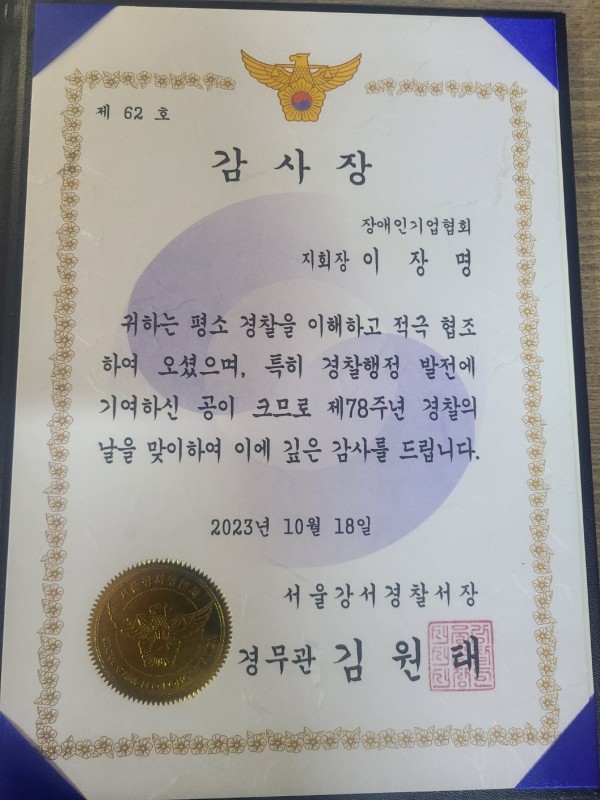 제 62 호
감 사 장
장애인기업협회
지회장 이 장 명
귀하는 평소 경찰을 이해하고 적극 협조
하여 오셨으며, 특히 경찰행정 발전에
기여하신 공이 크므로 제78주년 경찰의
날을 맞이하여 이에 깊은 감사를 드립니다.
2023년 10월 18일
서울강서경찰서장
경무관 김 원 태